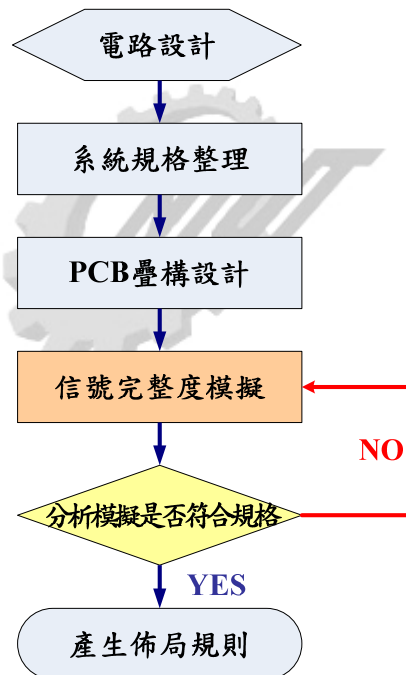 電路設計
系統規格整理
PCB疊構設計
信號完整度模擬
NO
分析模擬是否符合規格
YES
產生佈局規則